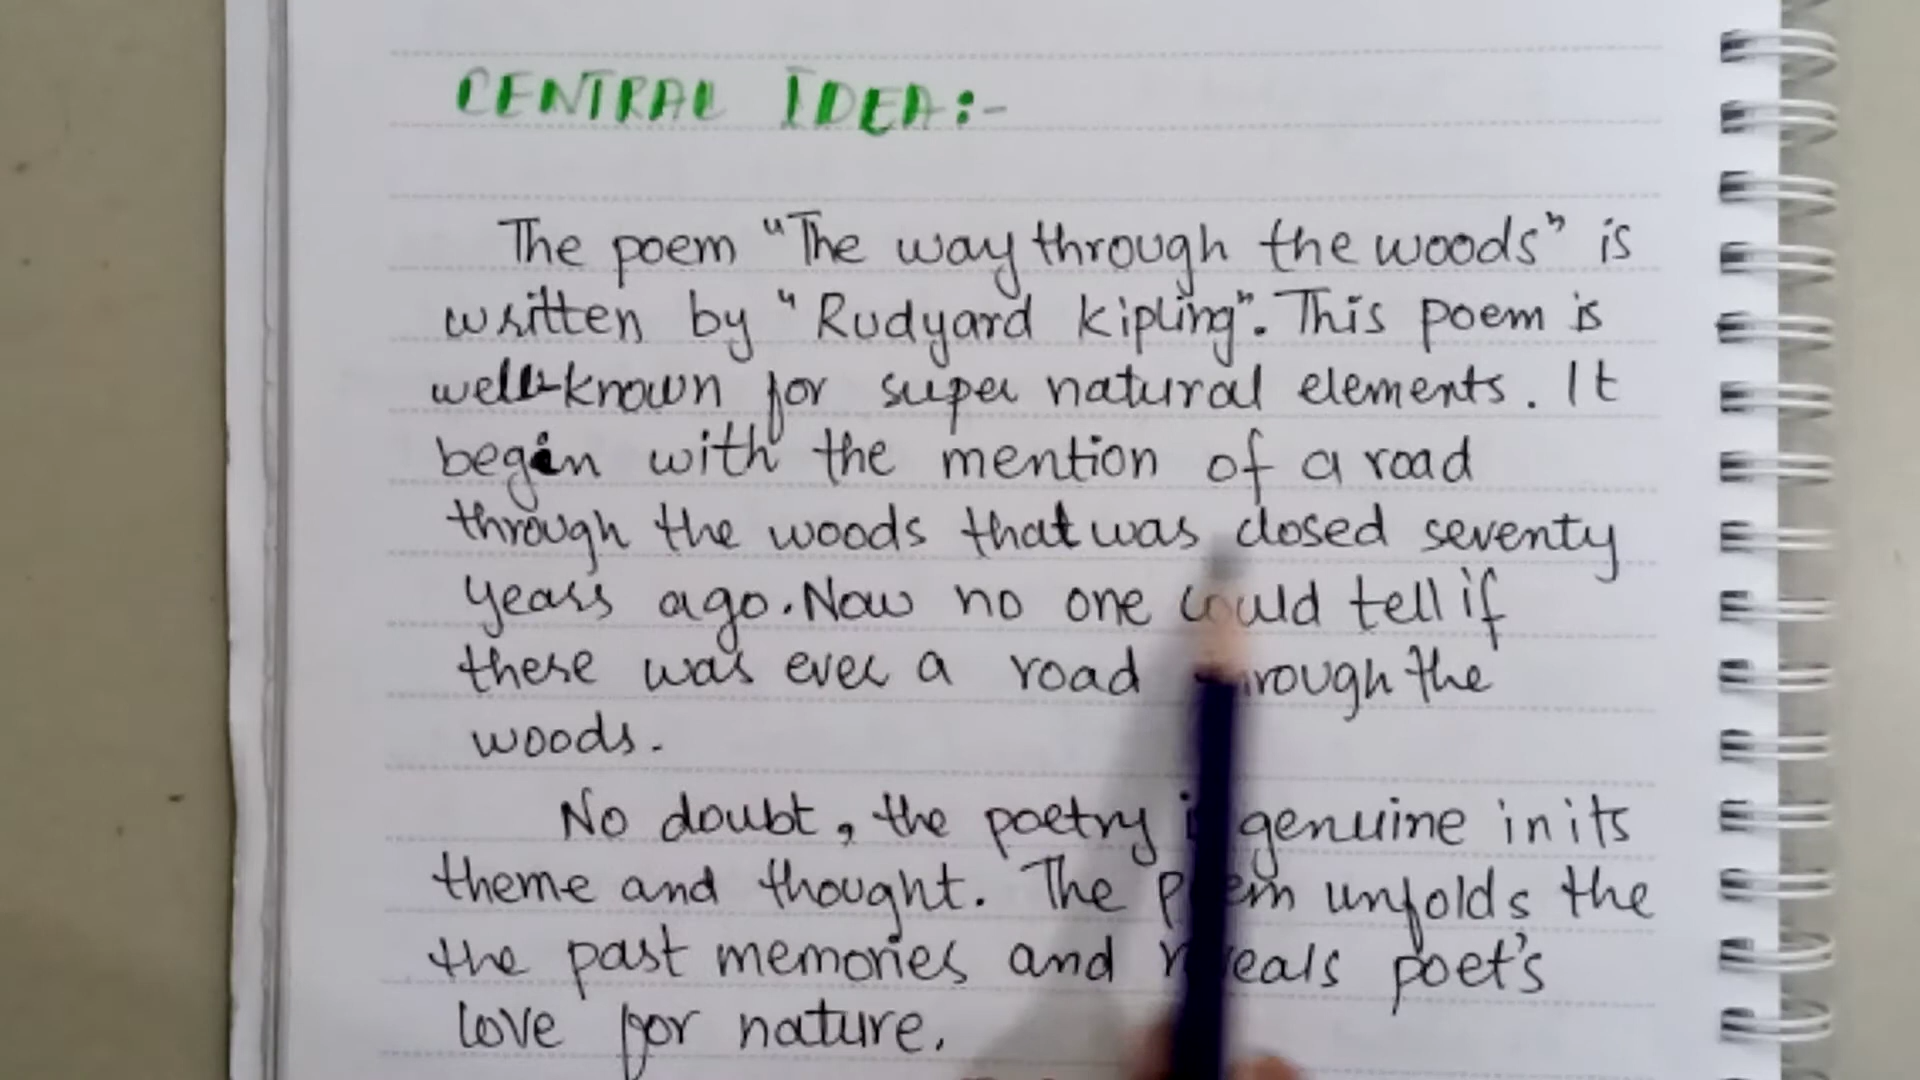 CENTRAL IDEA:-
The poem "The way through the woods" is
written by "Rudyard Kipling". This poem is
well-known for super natural elements. It
begin with the mention of a road
through the woods that was closed seventy
years ago. Now no one could tell if
there was ever a road through the
woods.
No doubt, the poetry genuine in its
theme and thought. The poem unfolds the
the past memories and reveals poet's
love for nature.